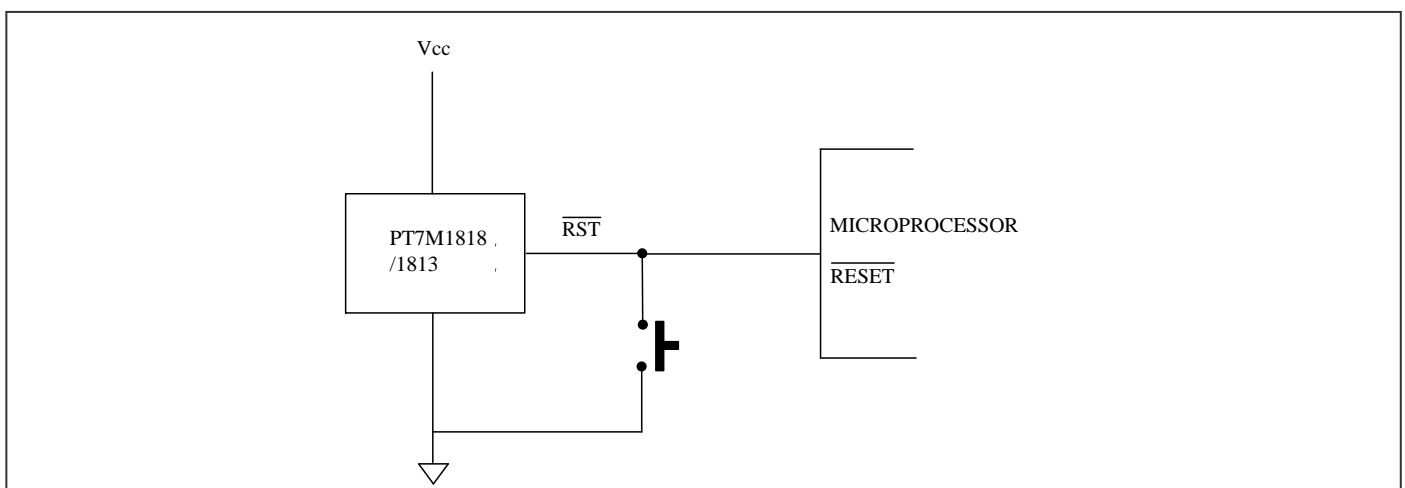 Vcc
PT7M1818
/1813
RST
MICROPROCESSOR
RESET